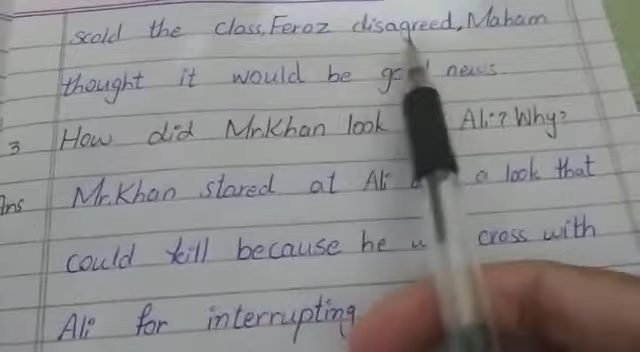 scold the class, Feroz disagreed, Maham
thought it would be news.
3 How did Mr.Khan look Ali? Why?
Ans Mr.Khan stared at Ali a look that
could kill because he cross with
Ali for interrupting